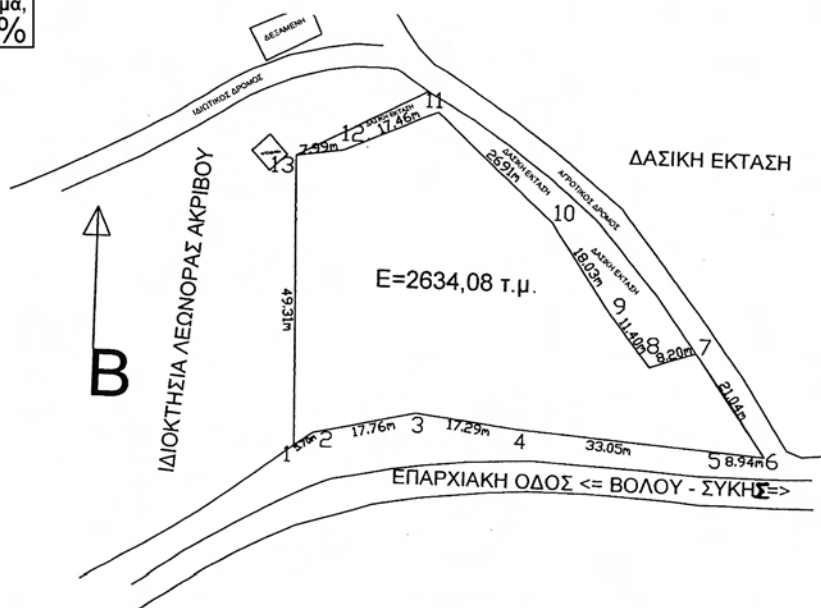 μα,
%
ΔΕΞΑΜΕΝΗ
ΙΔΙΩΤΙΚΟΣ ΔΡΟΜΟΣ
11
12
ΔΑΣΙΚΗ ΕΚΤΑΣΗ
17.46m
7.99m
13
ΔΑΣΙΚΗ ΕΚΤΑΣΗ
ΔΑΣΙΚΗ ΕΚΤΑΣΗ
26.91m
ΑΓΡΟΤΙΚΟΣ ΔΡΟΜΟΣ
10
ΙΔΙΟΚΤΗΣΙΑ ΛΕΩΝΟΡΑΣ ΑΚΡΙΒΟΥ
ΔΑΣΙΚΗ ΕΚΤΑΣΗ
18.03m
E=2634,08 τ.μ.
49.31m
9
11.40m
8
8.20m
7
B
21.04m
1
5.70m
2
17.76m
3
17.29m
4
33.05m
5
8.94m
6
ΕΠΑΡΧΙΑΚΗ ΟΔΟΣ <= ΒΟΛΟΥ - ΣΥΚΗΣ=>